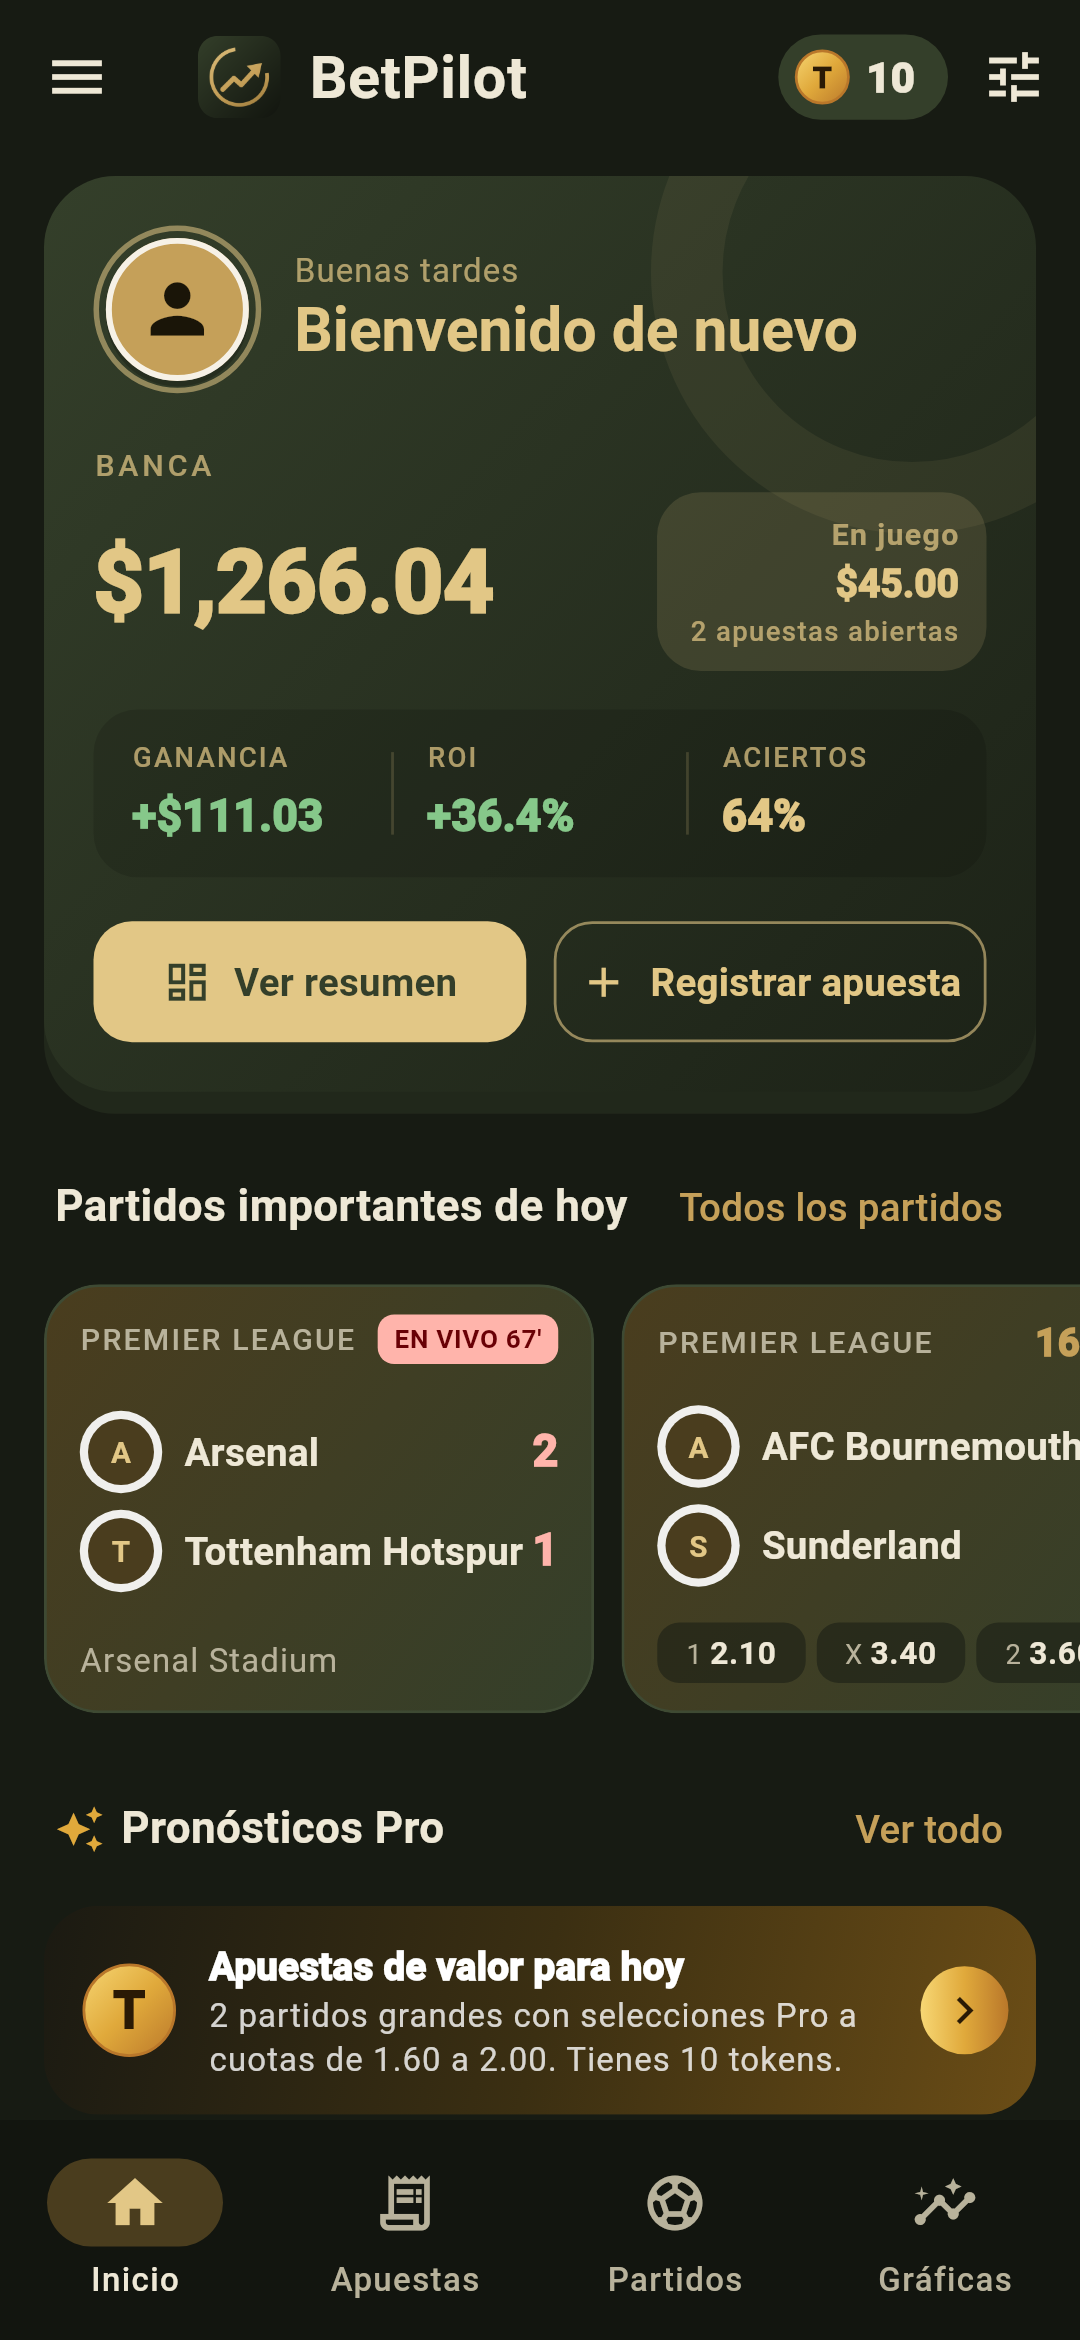 BetPilot
T 10
Buenas tardes
Bienvenido de nuevo
BANCA
$1,266.04
En juego
$45.00
2 apuestas abiertas
GANANCIA
+$111.03
ROI
+36.4%
ACIERTOS
64%
Ver resumen
Registrar apuesta
Partidos importantes de hoy
Todos los partidos
PREMIER LEAGUE EN VIVO 67'
A Arsenal 2
T Tottenham Hotspur 1
Arsenal Stadium
PREMIER LEAGUE 16
A AFC Bournemouth
S Sunderland
1 2.10 X 3.40 2 3.60
Pronósticos Pro
Ver todo
T
Apuestas de valor para hoy
2 partidos grandes con selecciones Pro a
cuotas de 1.60 a 2.00. Tienes 10 tokens.
Inicio
Apuestas
Partidos
Gráficas